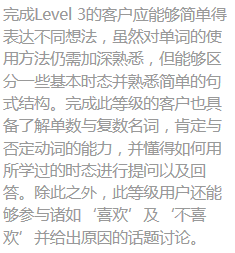 完成Level 3的客户应能够简单得
表达不同想法，虽然对单词的使
用方法仍需加深熟悉，但能够区
分一些基本时态并熟悉简单的句
式结构。完成此等级的客户也具
备了解单数与复数名词，肯定与
否定动词的能力，并懂得如何用
所学过的时态进行提问以及回
答。除此之外，此等级用户还能
够参与诸如‘喜欢’及‘不喜
欢’并给出原因的话题讨论。